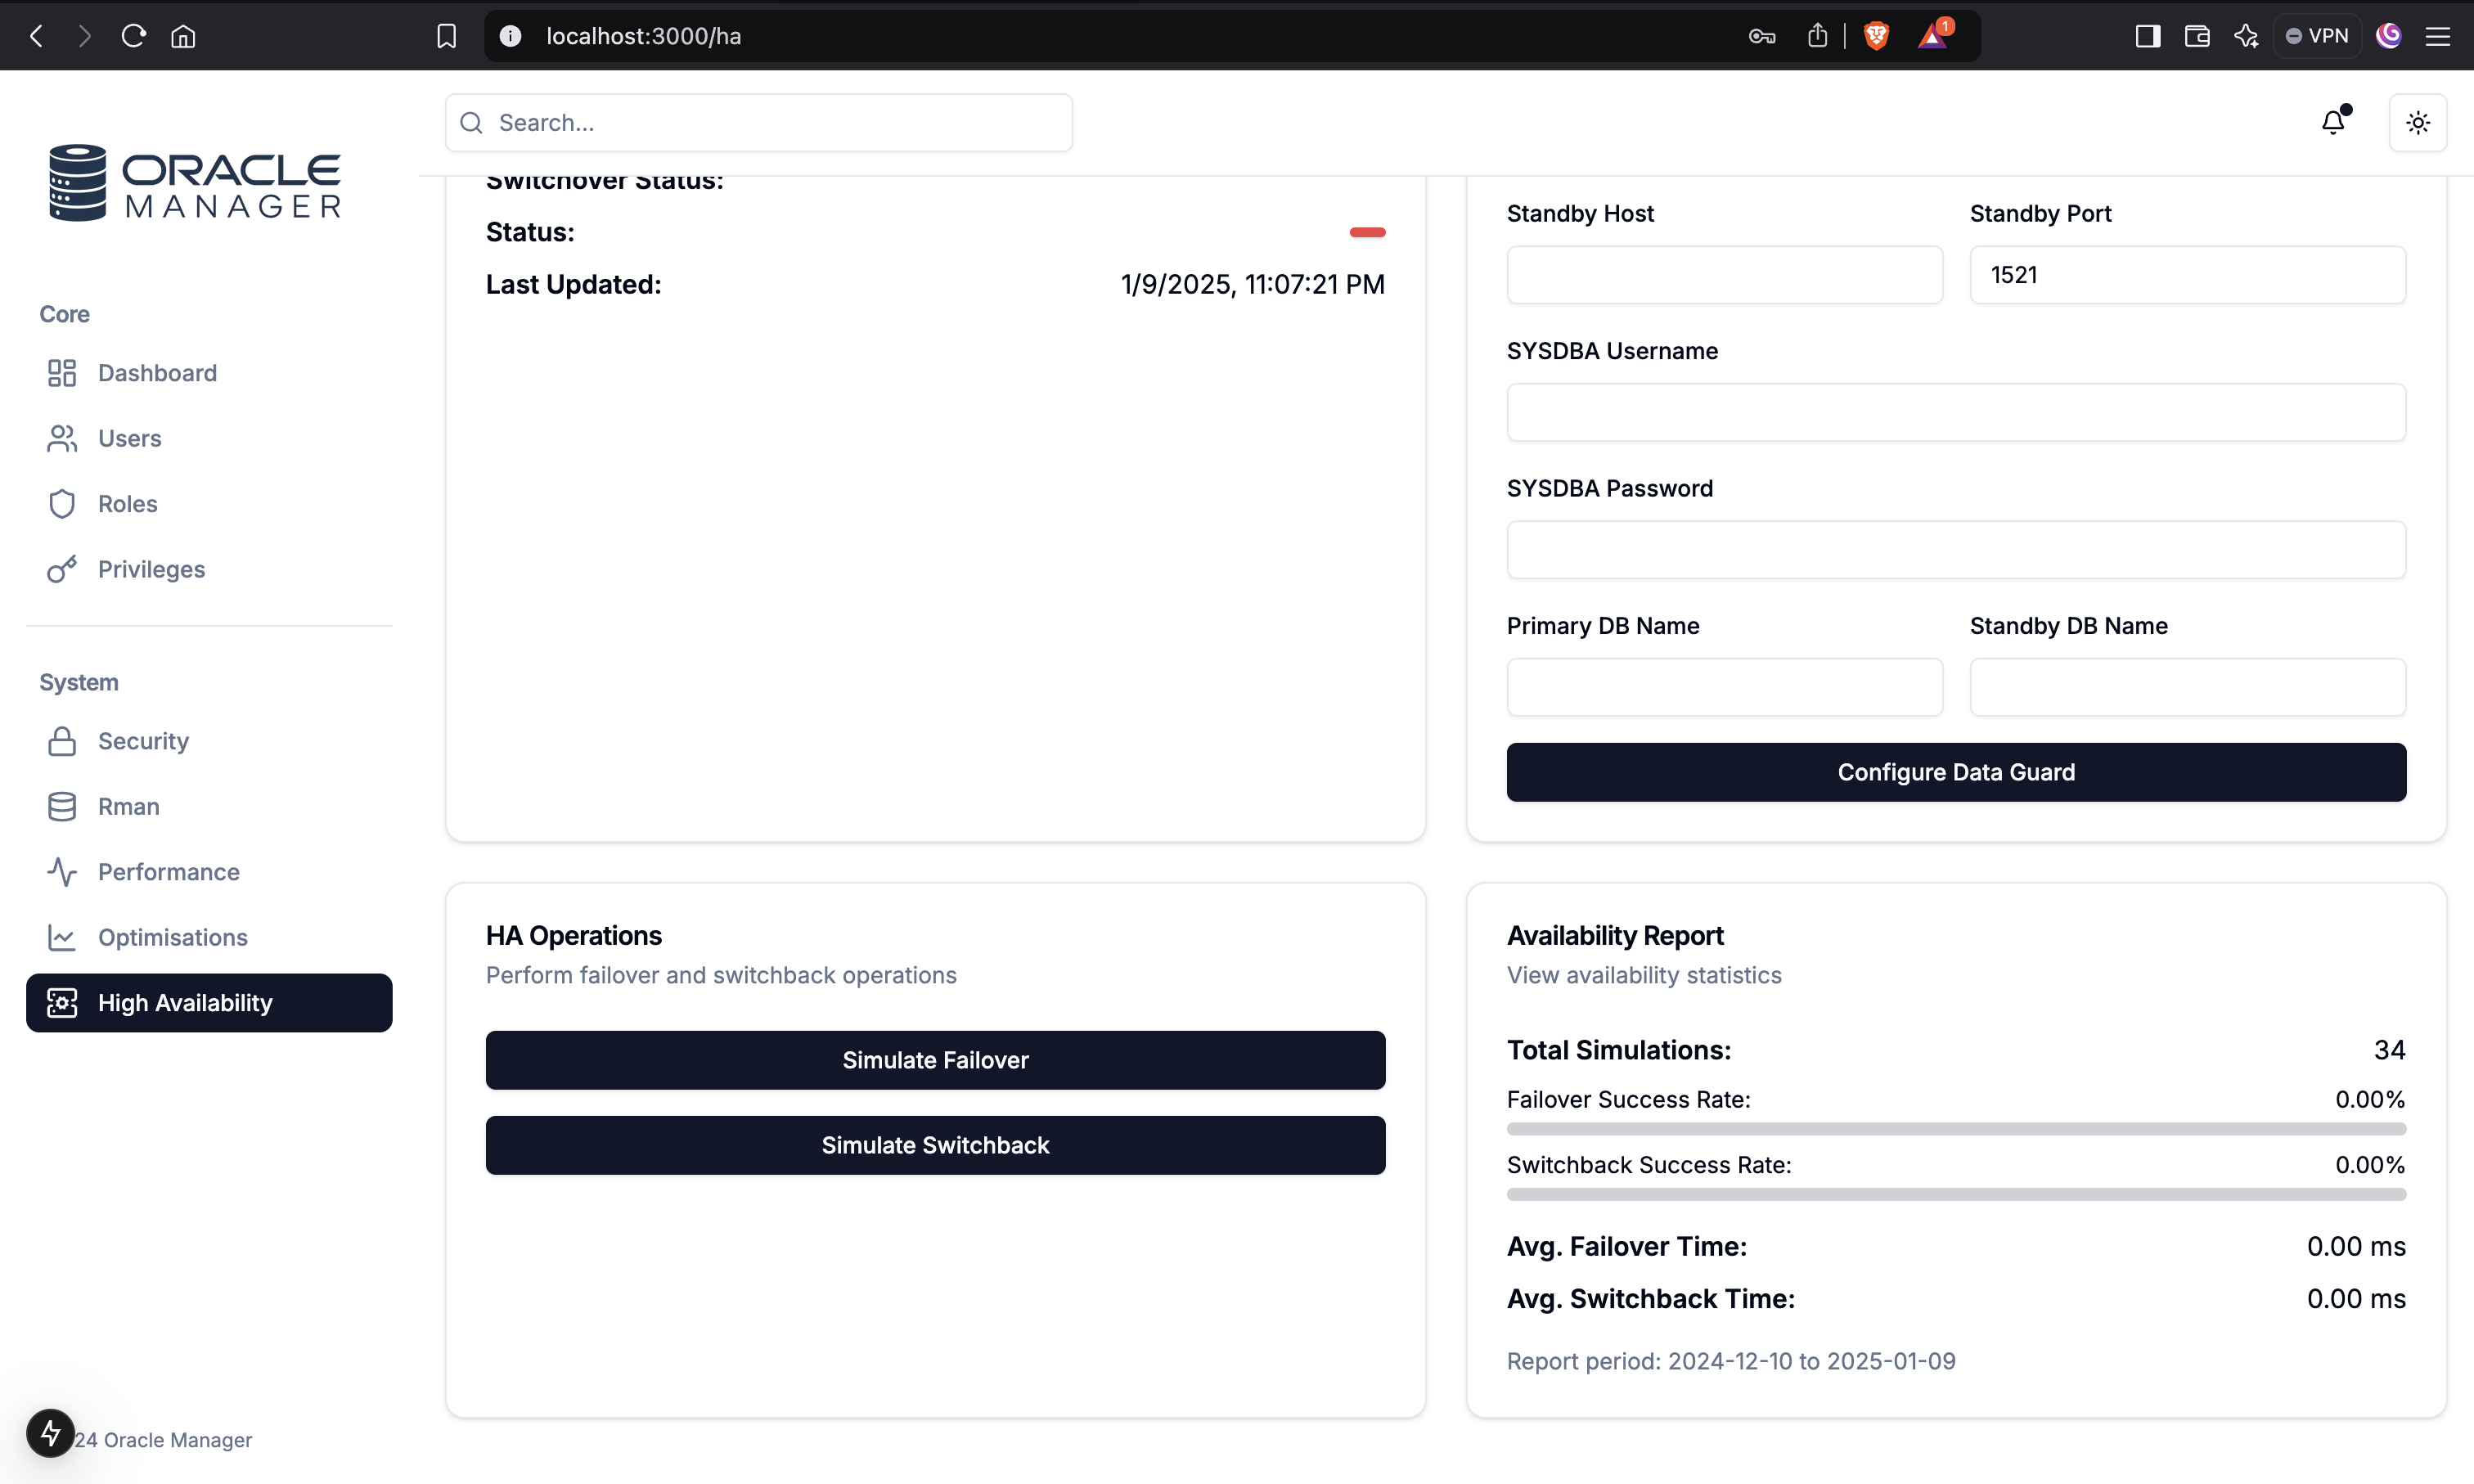 localhost:3000/ha
1
VPN
ORACLE
MANAGER
Search...
Core
Dashboard
Users
Roles
Privileges
System
Security
Rman
Performance
Optimisations
High Availability
24 Oracle Manager
Switchover Status:
Status:
Last Updated: 1/9/2025, 11:07:21 PM
Standby Host Standby Port
1521
SYSDBA Username
SYSDBA Password
Primary DB Name Standby DB Name
Configure Data Guard
HA Operations
Perform failover and switchback operations
Simulate Failover
Simulate Switchback
Availability Report
View availability statistics
Total Simulations: 34
Failover Success Rate: 0.00%
Switchback Success Rate: 0.00%
Avg. Failover Time: 0.00 ms
Avg. Switchback Time: 0.00 ms
Report period: 2024-12-10 to 2025-01-09